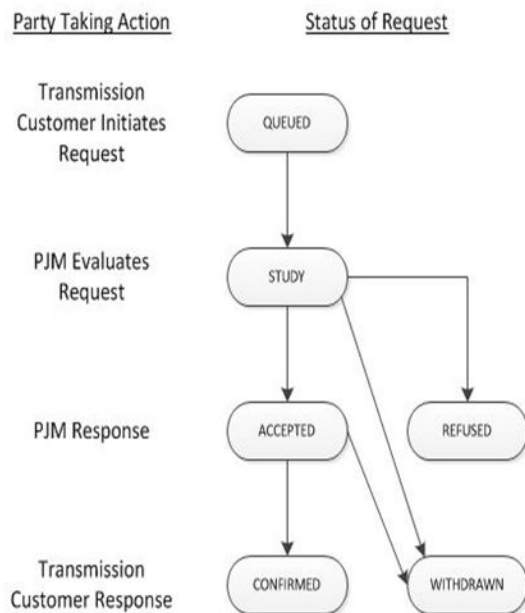 Party Taking Action
Status of Request
Transmission
Customer Initiates
Request
QUEUED
PJM Evaluates
Request
STUDY
PJM Response
ACCEPTED
REFUSED
Transmission
Customer Response
CONFIRMED
WITHDRAWN